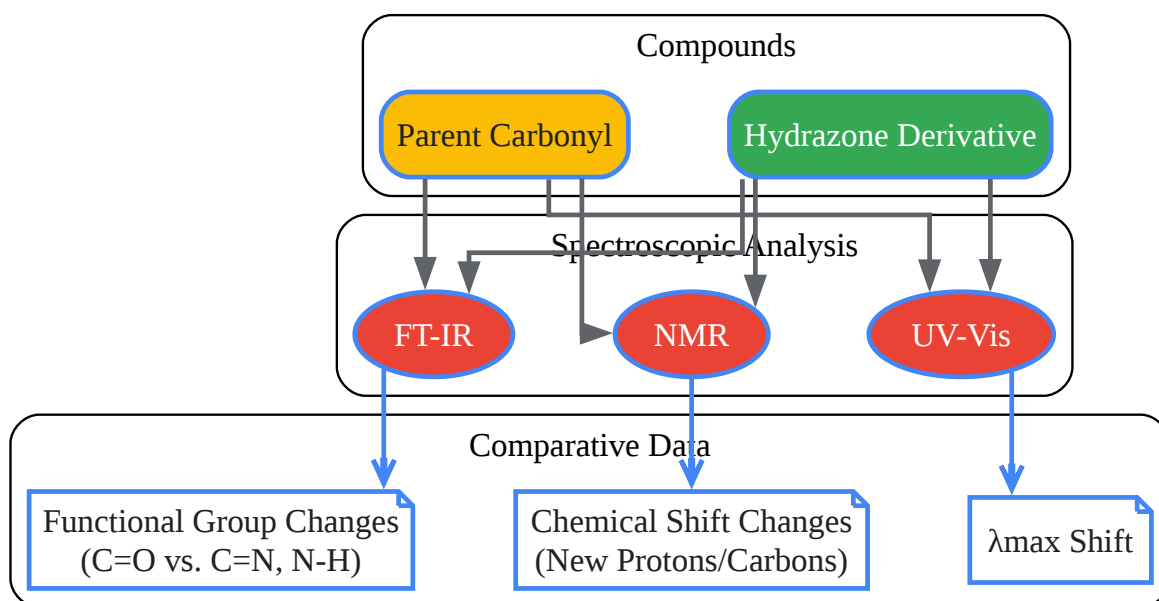 Compounds
Parent Carbonyl
Hydrazone Derivative
Spectroscopic Analysis
FT-IR
NMR
UV-Vis
Comparative Data
Functional Group Changes
(C=O vs. C=N, N-H)
Chemical Shift Changes
(New Protons/Carbons)
λmax Shift